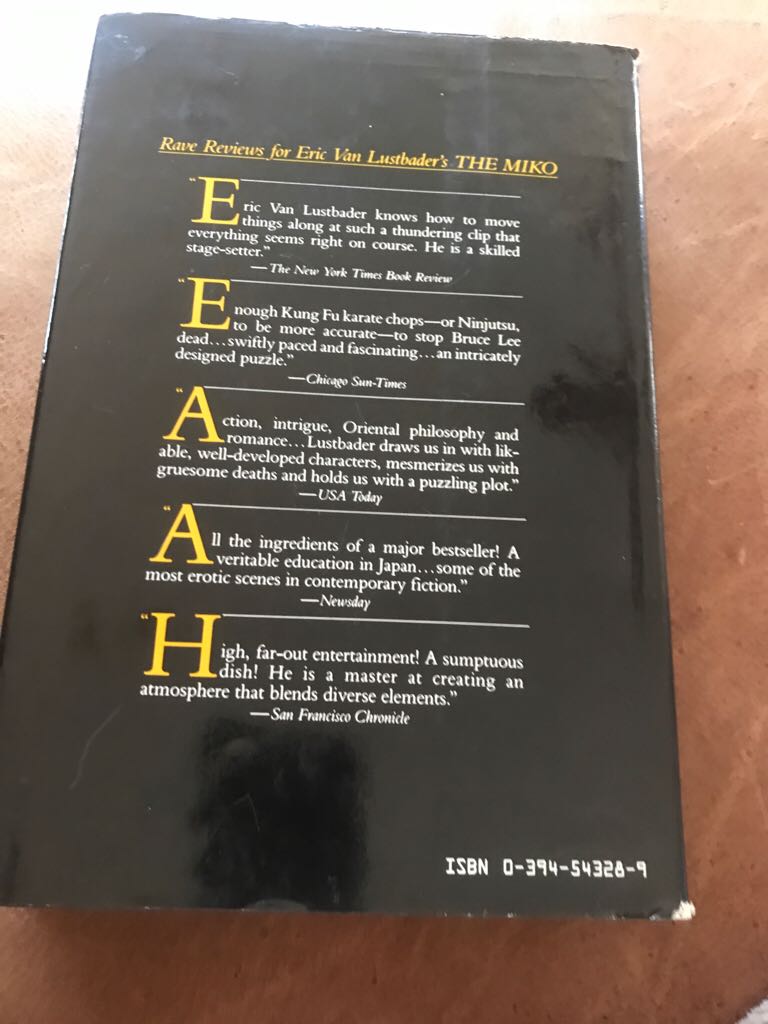 Rave Reviews for Eric Van Lustbader's THE MIKO
"Eric Van Lustbader knows how to move
things along at such a thundering clip that
everything seems right on course. He is a skilled
stage-setter."
—The New York Times Book Review
"Enough Kung Fu karate chops—or Ninjutsu,
to be more accurate—to stop Bruce Lee
dead...swiftly paced and fascinating...an intricately
designed puzzle."
—Chicago Sun-Times
"Action, intrigue, Oriental philosophy and
romance...Lustbader draws us in with lik-
able, well-developed characters, mesmerizes us with
gruesome deaths and holds us with a puzzling plot."
—USA Today
"All the ingredients of a major bestseller! A
veritable education in Japan...some of the
most erotic scenes in contemporary fiction."
—Newsday
"High, far-out entertainment! A sumptuous
dish! He is a master at creating an
atmosphere that blends diverse elements."
—San Francisco Chronicle
ISBN 0-394-54328-9